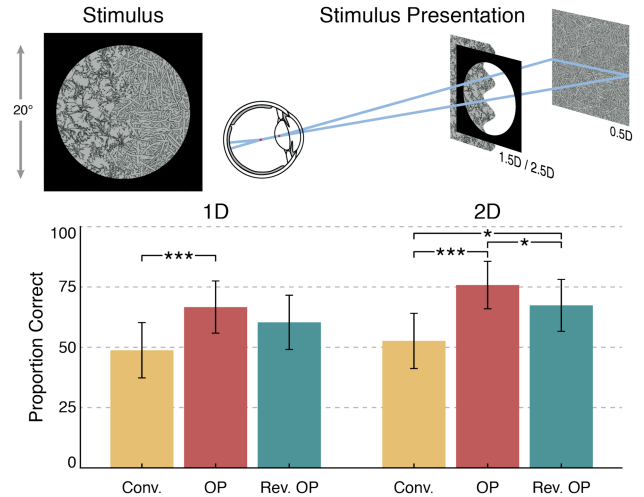 Stimulus
Stimulus Presentation
20°
0.5D
1.5D / 2.5D
1D
2D
Proportion Correct
100
75
50
25
0
***
*
***
*
Conv.
OP
Rev. OP
Conv.
OP
Rev. OP